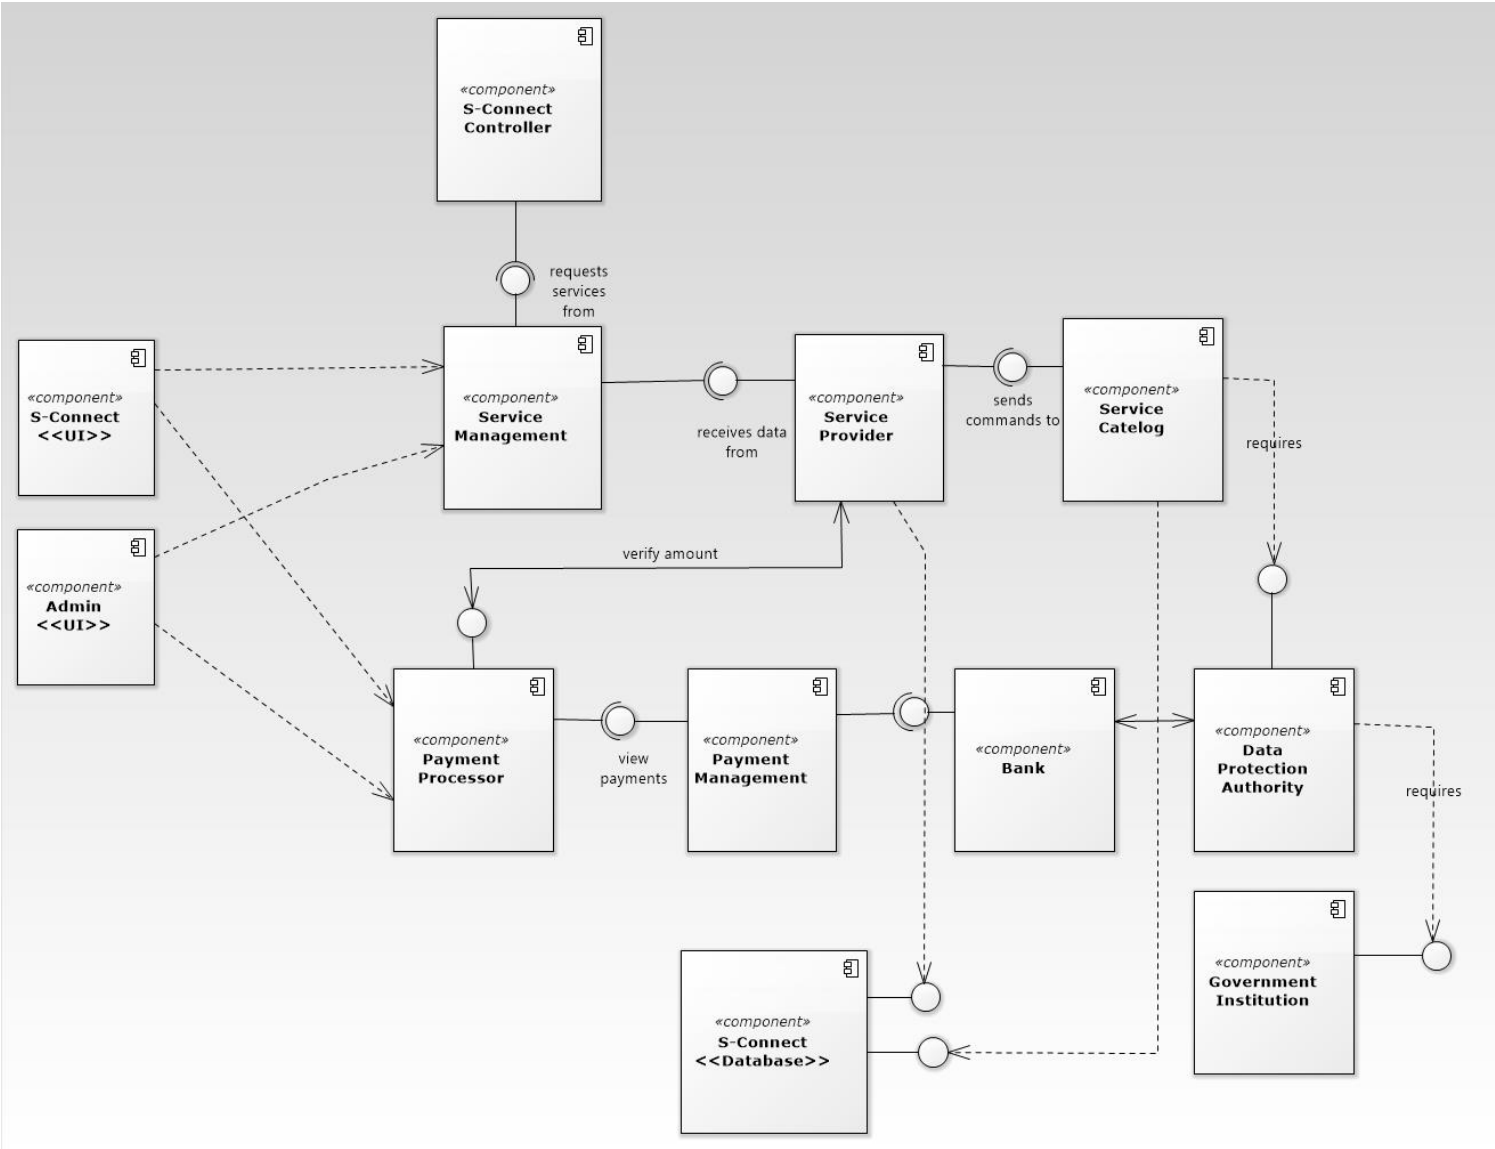 «component»
S-Connect
Controller
requests
services
from
«component»
S-Connect
<<UI>>
«component»
Service
Management
receives data
from
«component»
Service
Provider
sends
commands to
«component»
Service
Catelog
requires
«component»
Admin
<<UI>>
verify amount
«component»
Payment
Processor
view
payments
«component»
Payment
Management
«component»
Bank
«component»
Data
Protection
Authority
requires
«component»
Government
Institution
«component»
S-Connect
<<Database>>